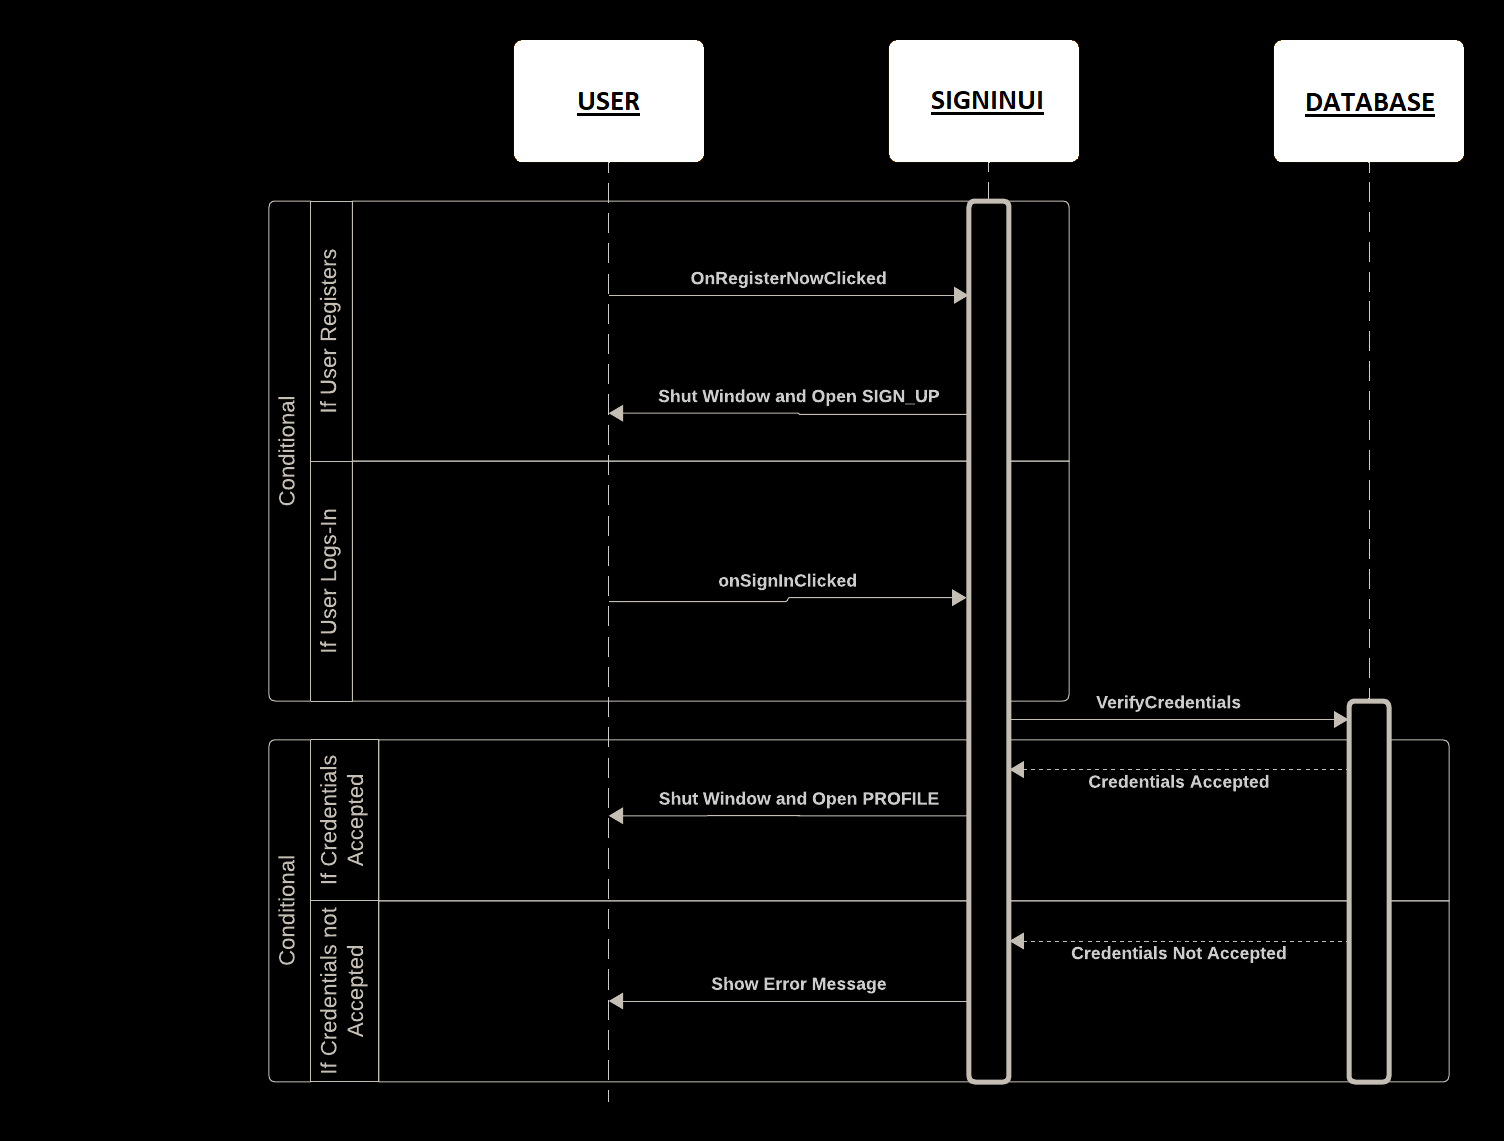 USER
SIGNINUI
DATABASE
Conditional
If User Registers
OnRegisterNowClicked
Shut Window and Open SIGN_UP
If User Logs-In
onSignInClicked
VerifyCredentials
Conditional
If Credentials
Accepted
Credentials Accepted
Shut Window and Open PROFILE
If Credentials not
Accepted
Credentials Not Accepted
Show Error Message